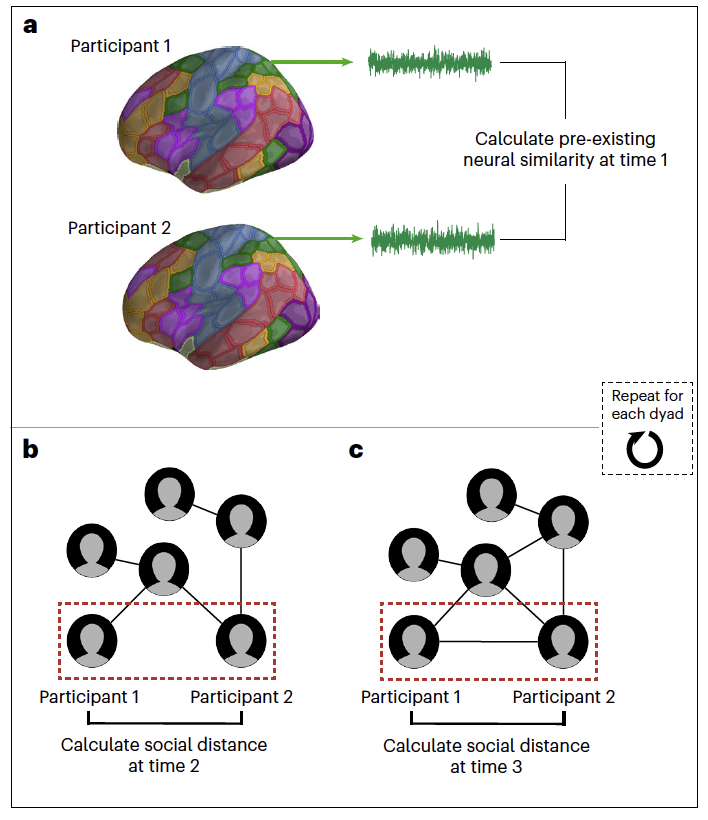 a
Participant 1
Calculate pre-existing
neural similarity at time 1
Participant 2
Repeat for
each dyad
b
c
Participant 1
Participant 2
Participant 1
Participant 2
Calculate social distance
at time 2
Calculate social distance
at time 3